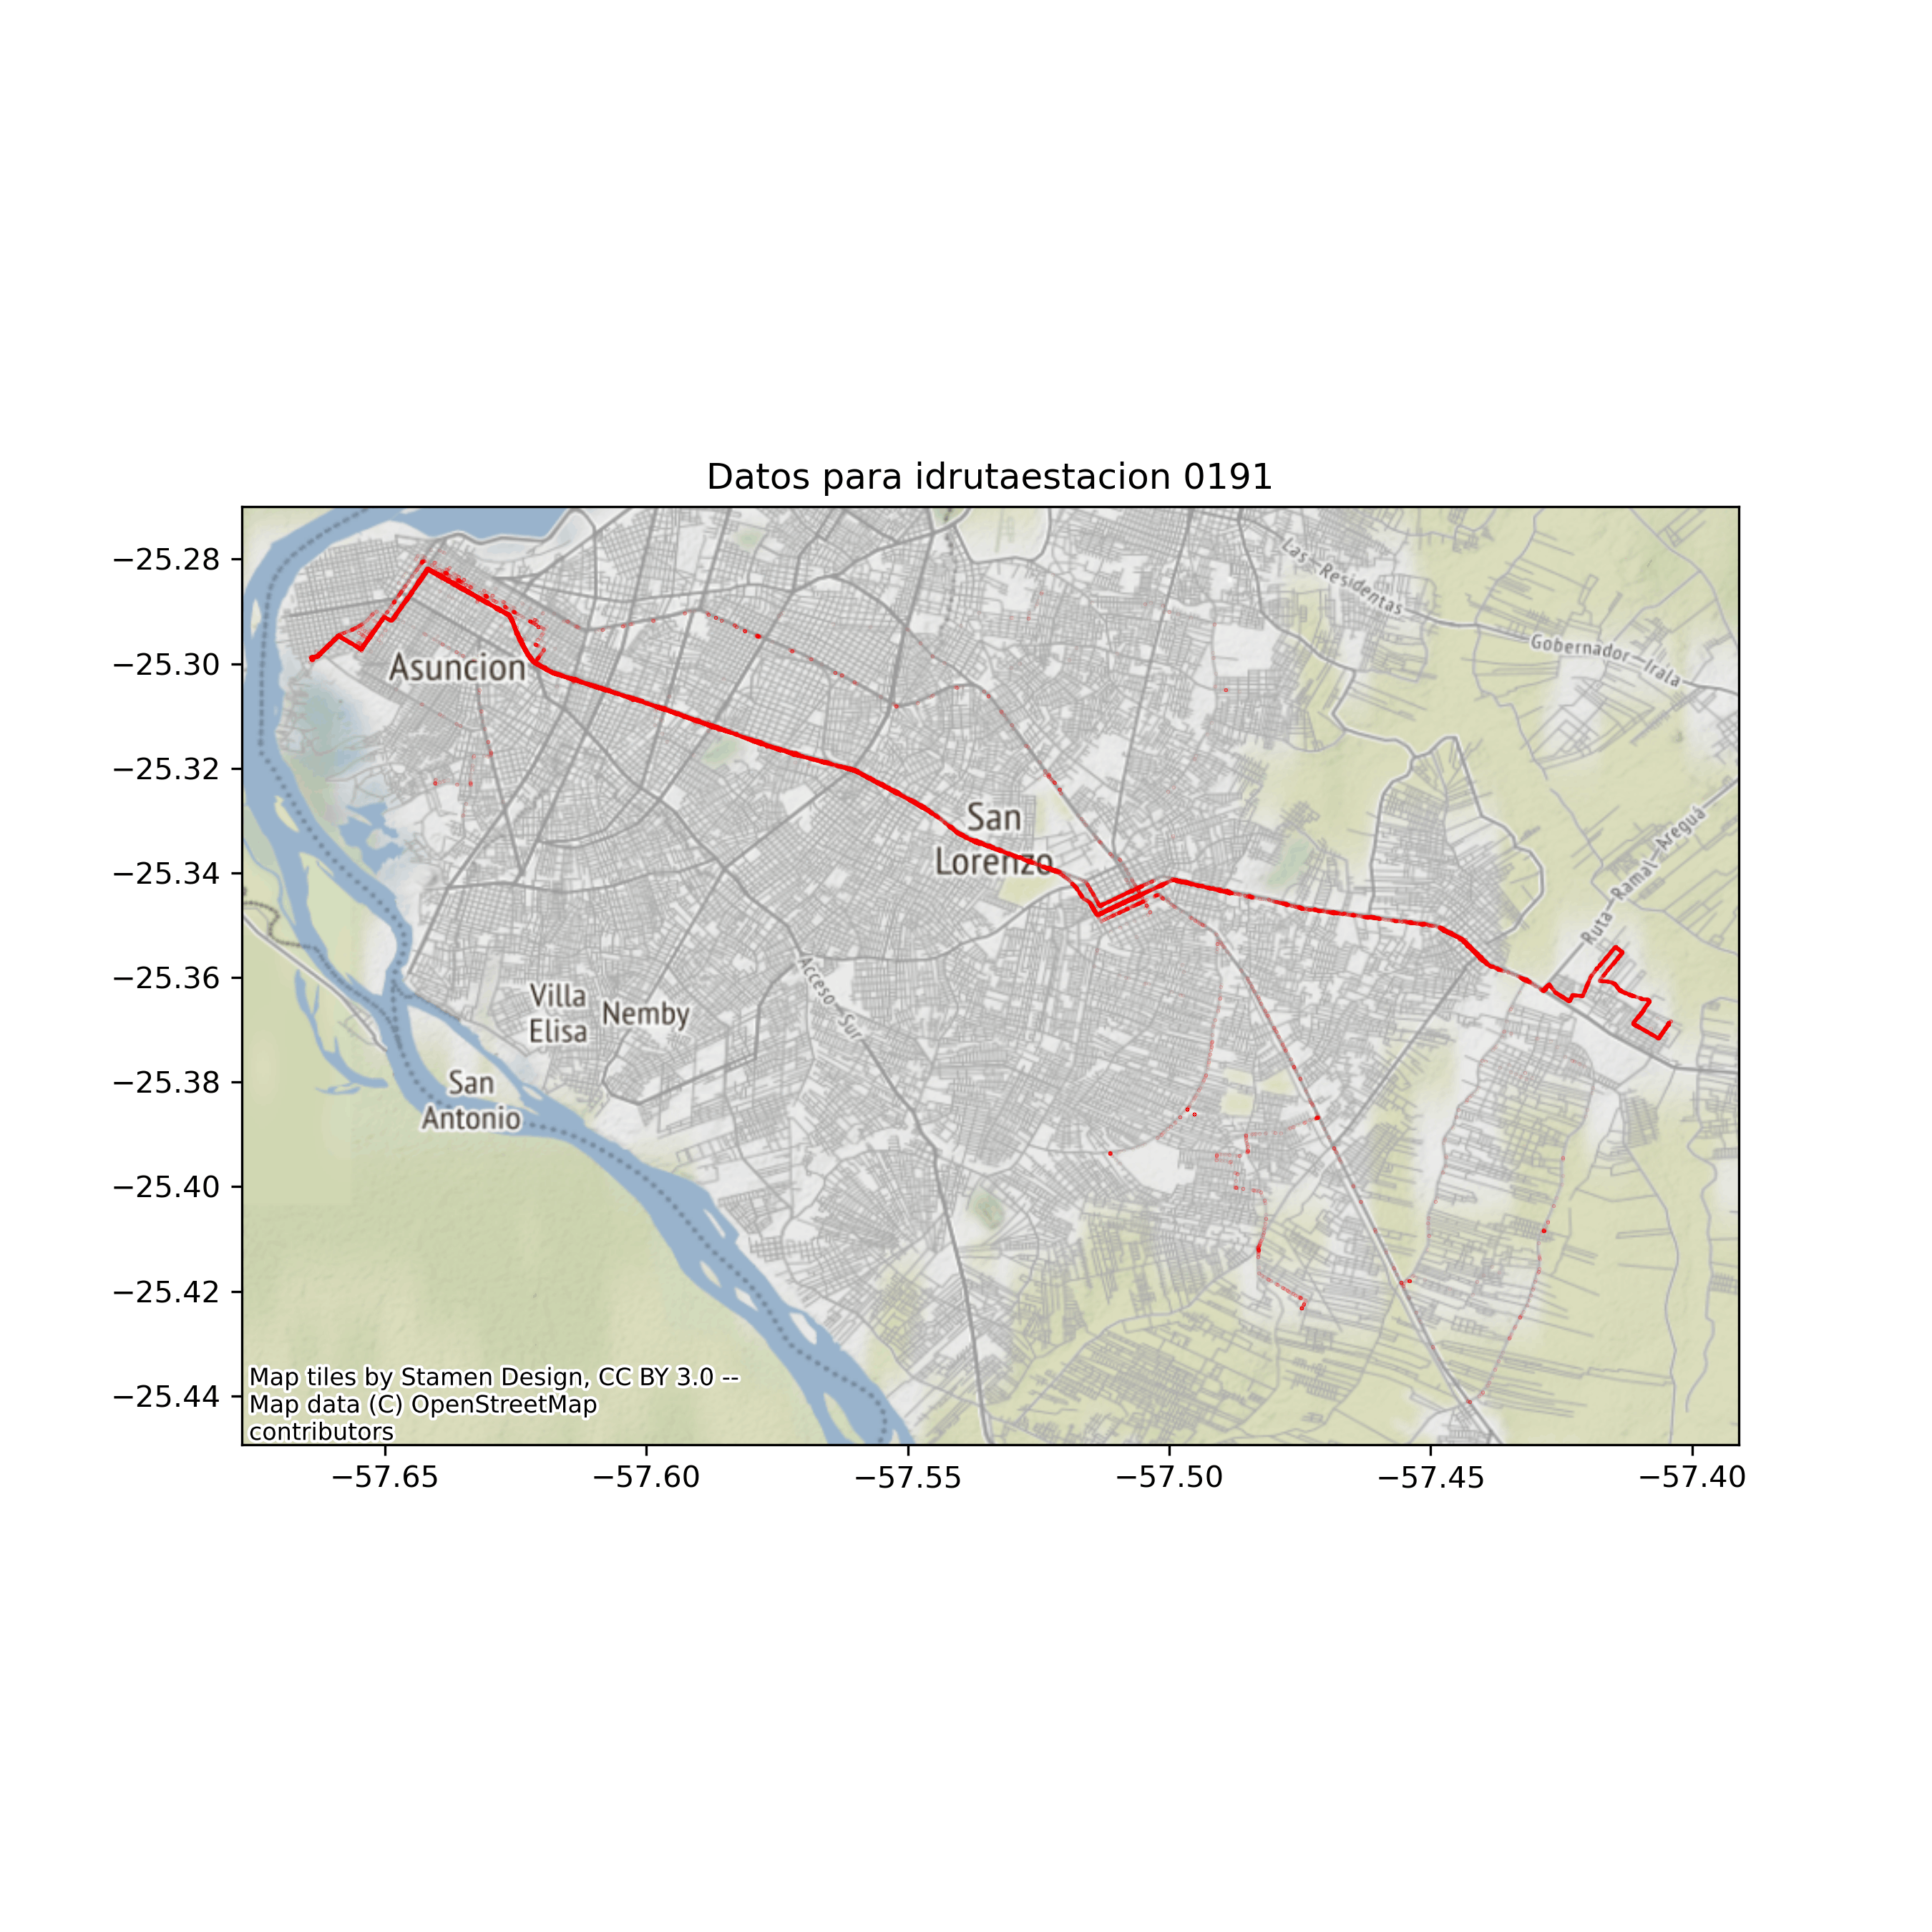 Datos para idrutaestacion 0191
−25.28
−25.30
−25.32
−25.34
−25.36
−25.38
−25.40
−25.42
−25.44
Las Residentas
Gobernador Irala
Asuncion
San
Lorenzo
Ruta Ramal Aregua
Acceso Sur
Villa
Elisa
Nemby
San
Antonio
Map tiles by Stamen Design, CC BY 3.0 --
Map data (C) OpenStreetMap
contributors
−57.65
−57.60
−57.55
−57.50
−57.45
−57.40